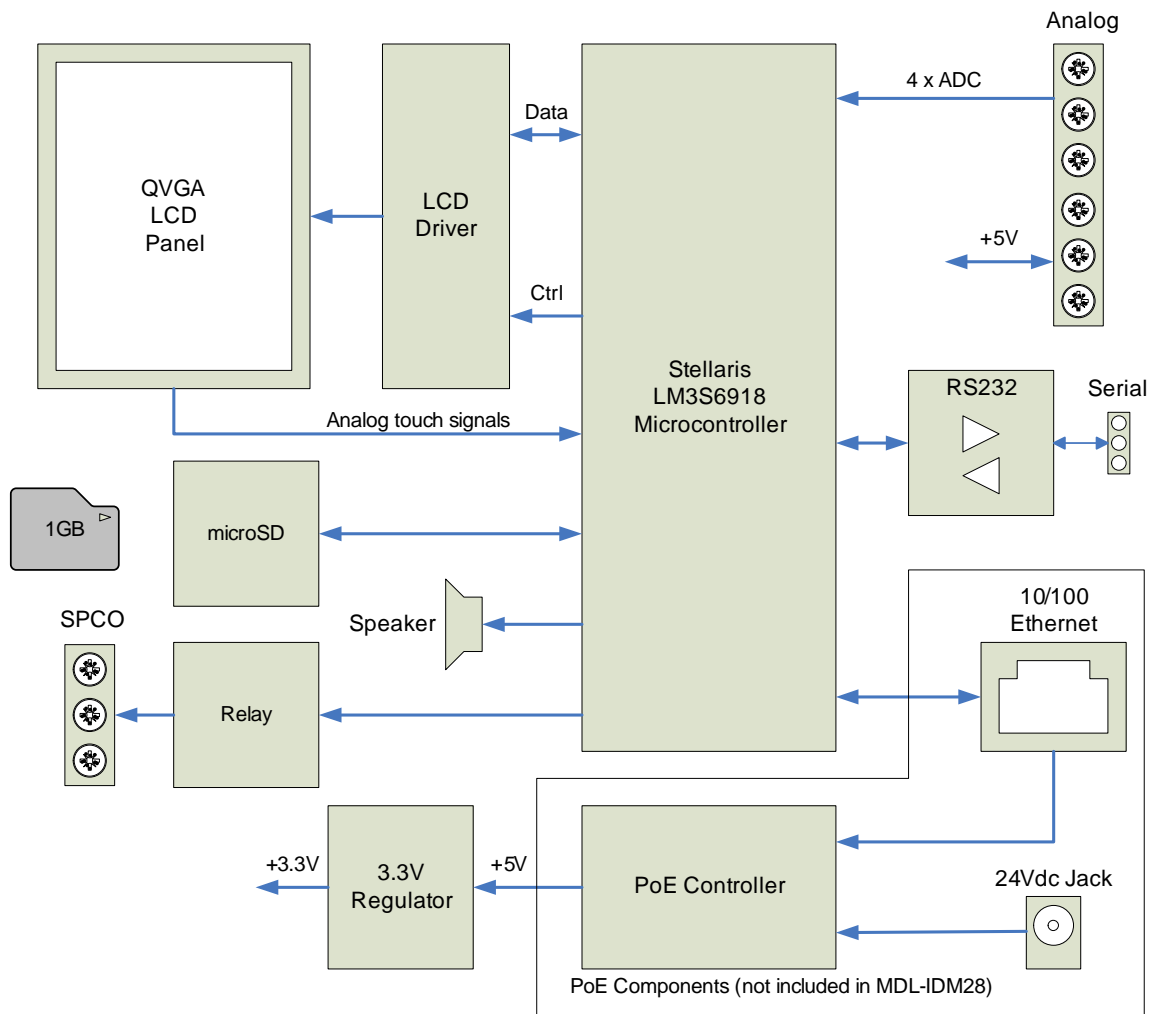 Analog
4 x ADC
Data
QVGA
LCD
Panel
LCD
Driver
+5V
Ctrl
Stellaris
LM3S6918
Microcontroller
RS232
Serial
Analog touch signals
1GB
microSD
SPCO
Speaker
10/100
Ethernet
Relay
+3.3V
3.3V
Regulator
+5V
PoE Controller
24Vdc Jack
PoE Components (not included in MDL-IDM28)